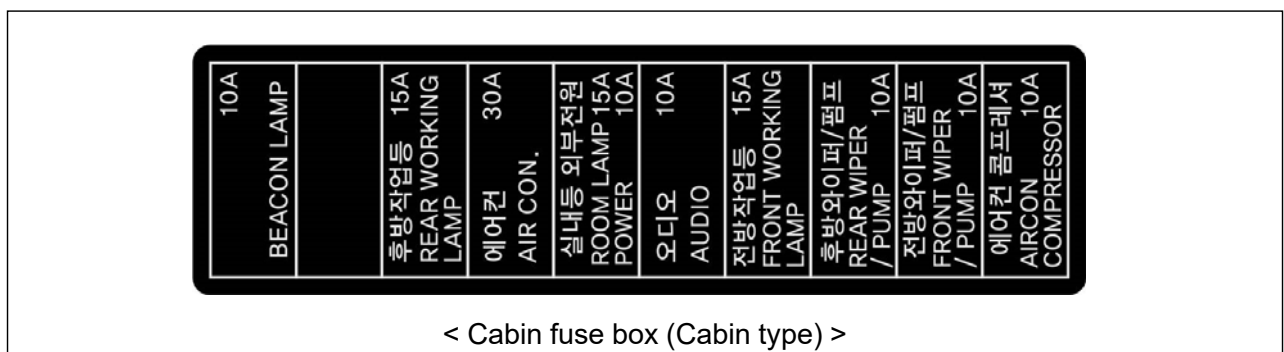 10A
BEACON LAMP
후방작업등 15A
REAR WORKING
LAMP
에어컨 30A
AIR CON.
실내등 외부전원
ROOM LAMP 15A
POWER 10A
오디오 10A
AUDIO
전방작업등 15A
FRONT WORKING
LAMP
후방와이퍼/펌프
REAR WIPER
/ PUMP 10A
전방와이퍼/펌프
FRONT WIPER
/ PUMP 10A
에어컨 콤프레셔
AIRCON 10A
COMPRESSOR
< Cabin fuse box (Cabin type) >